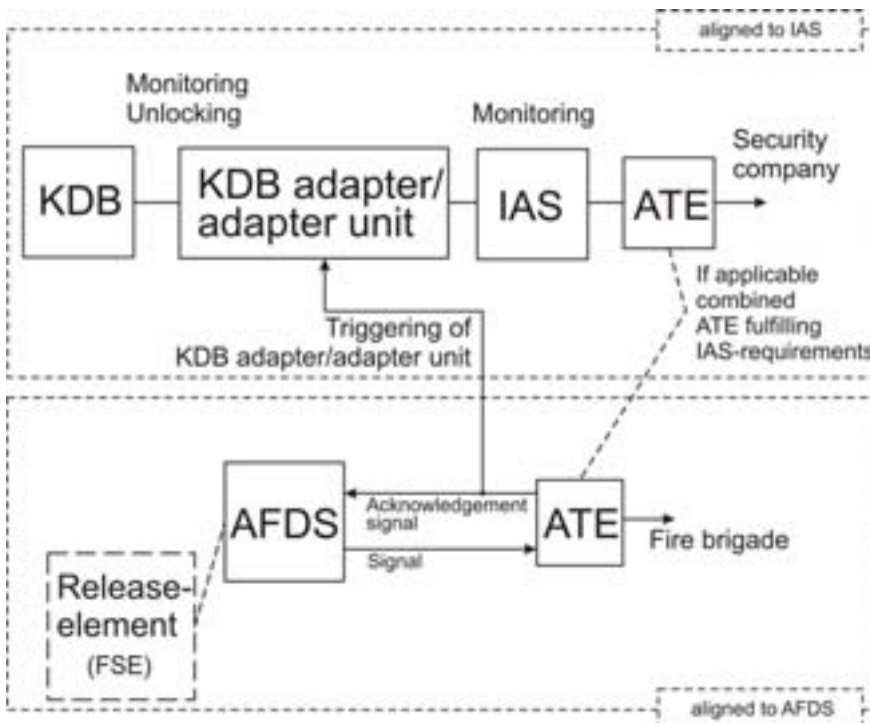 aligned to IAS
Monitoring
Unlocking
Monitoring
Security
company
KDB
KDB adapter/
adapter unit
IAS
ATE
If applicable
combined
ATE fulfilling
IAS-requirements
Triggering of
KDB adapter/adapter unit
AFDS
Acknowledgement
signal
Signal
ATE
Fire brigade
Release-
element
(FSE)
aligned to AFDS